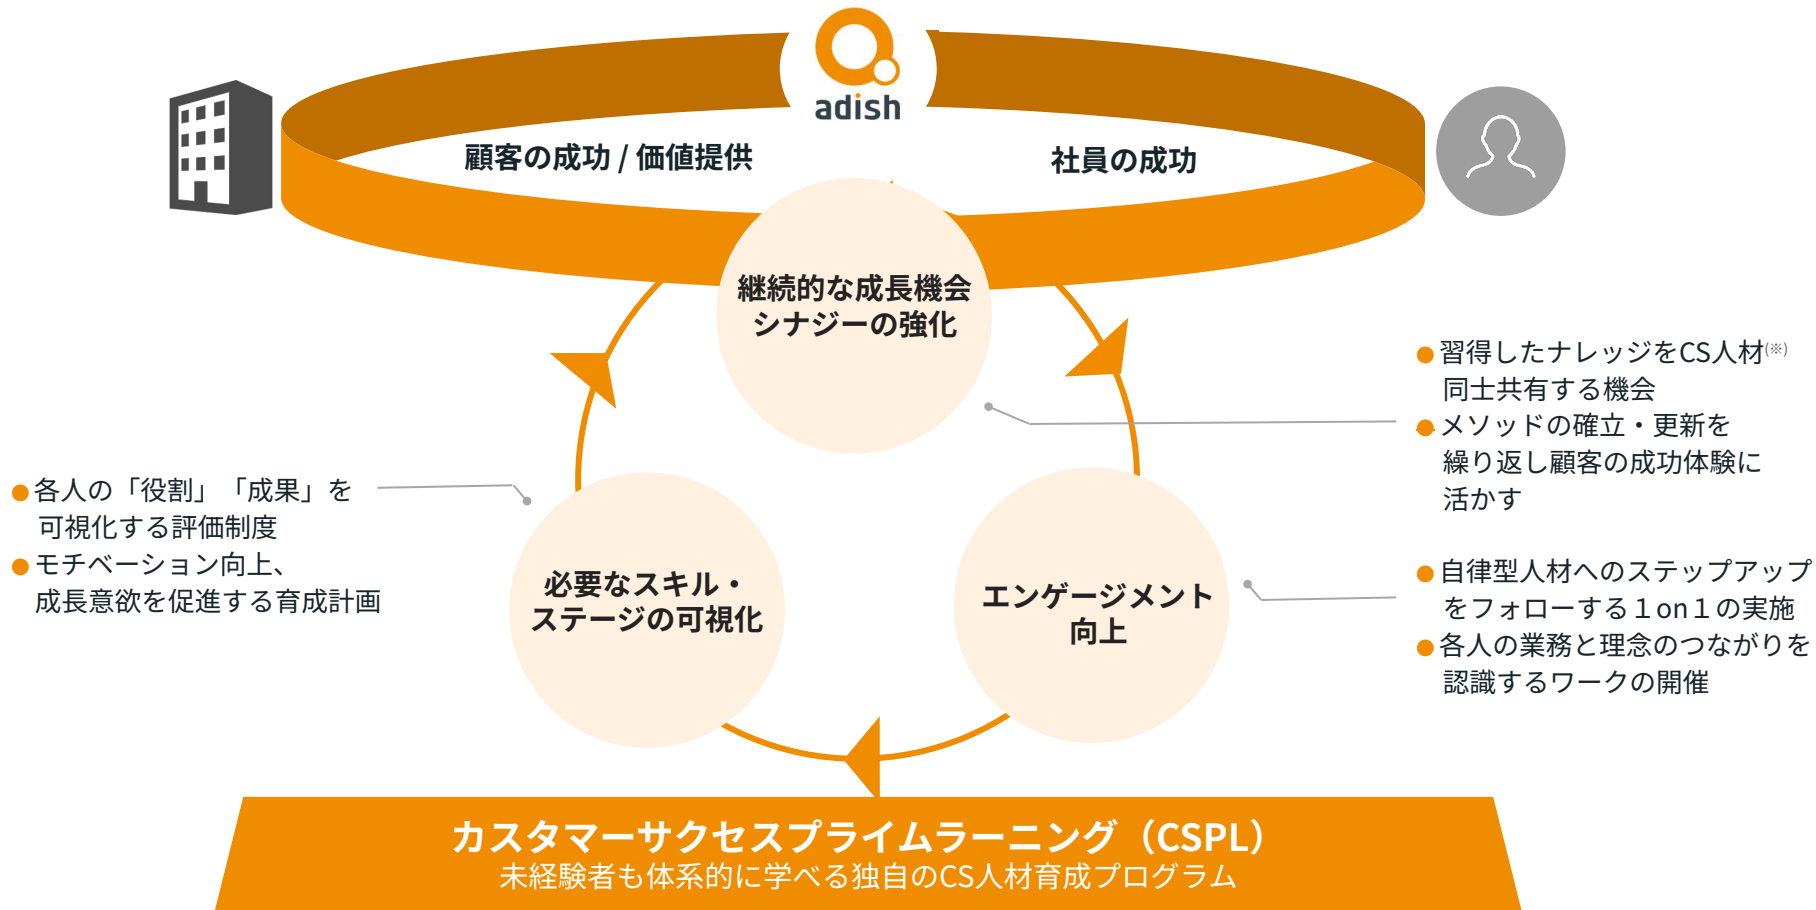 adish
顧客の成功 / 価値提供
社員の成功
継続的な成長機会
シナジーの強化
● 習得したナレッジをCS人材(※)
同士共有する機会
● メソッドの確立・更新を
繰り返し顧客の成功体験に
活かす
● 各人の「役割」「成果」を
可視化する評価制度
● モチベーション向上、
成長意欲を促進する育成計画
必要なスキル・
ステージの可視化
エンゲージメント
向上
● 自律型人材へのステップアップ
をフォローする１on１の実施
● 各人の業務と理念のつながりを
認識するワークの開催
カスタマーサクセスプライムラーニング（CSPL）
未経験者も体系的に学べる独自のCS人材育成プログラム